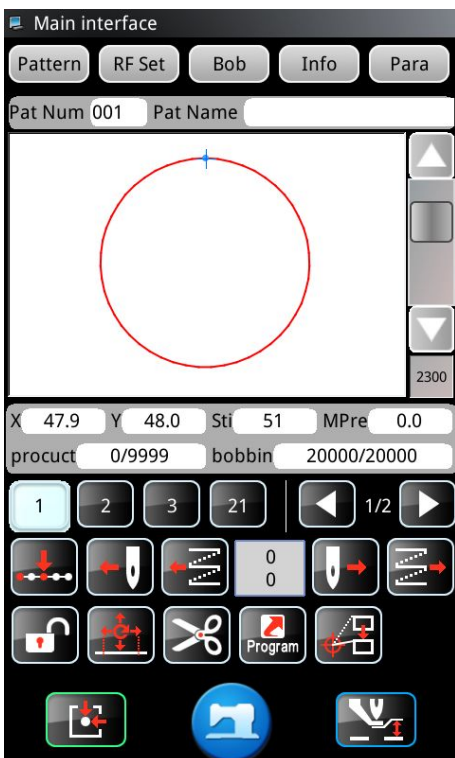 Main interface
Pattern RF Set Bob Info Para
Pat Num 001 Pat Name
2300
X 47.9 Y 48.0 Sti 51 MPre 0.0
procuct 0/9999 bobbin 20000/20000
1 2 3 21 1/2
0
0
Program